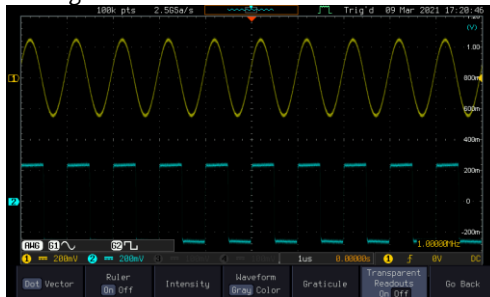 100k pts 2.5GSa/s Trig'd 09 Mar 2021 17:20:46
(V)
1.00
800m
600m
400m
200m
0
-200m
1
2
AWG G1 G2
1.00000MHz
1 200mV 2 200mV 1us 0.00000s 1 0V DC
Dot Vector
Ruler
On Off
Intensity
Waveform
Gray Color
Graticule
Transparent
Readouts
On Off
Go Back